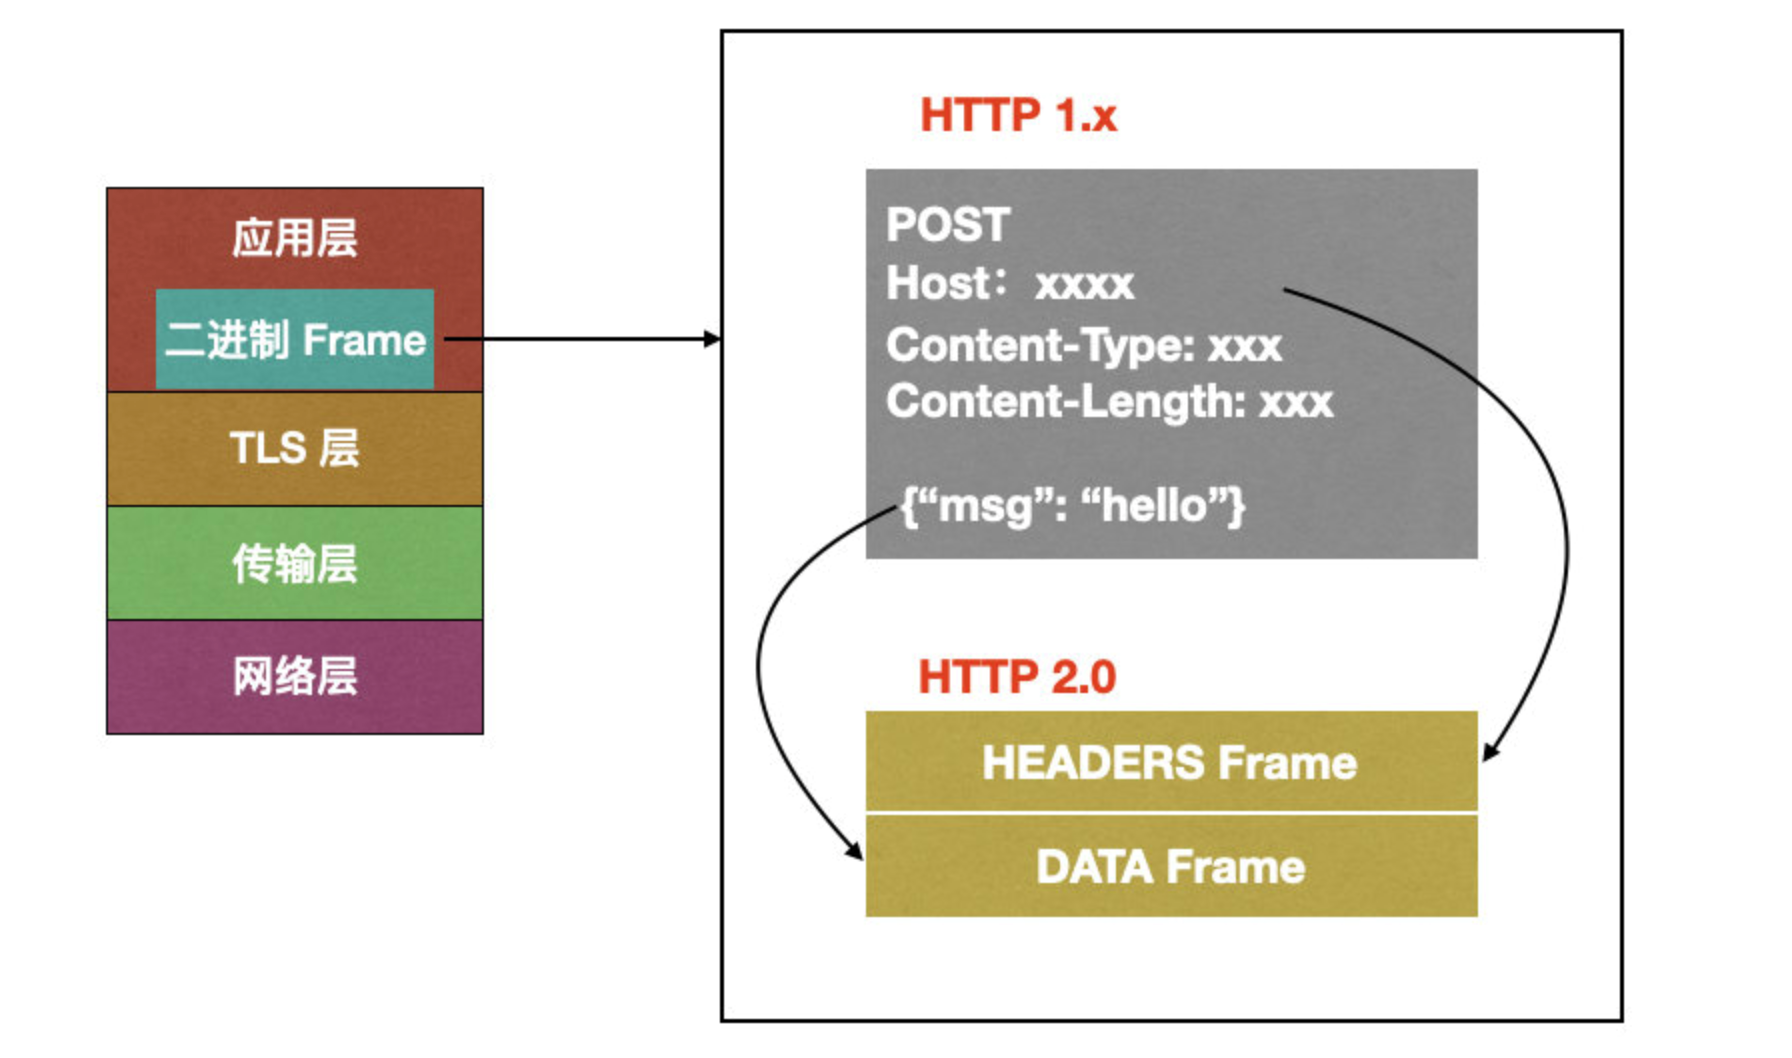 应用层
二进制 Frame
TLS 层
传输层
网络层
HTTP 1.x
POST
Host：xxxx
Content-Type: xxx
Content-Length: xxx
{“msg”: “hello”}
HTTP 2.0
HEADERS Frame
DATA Frame